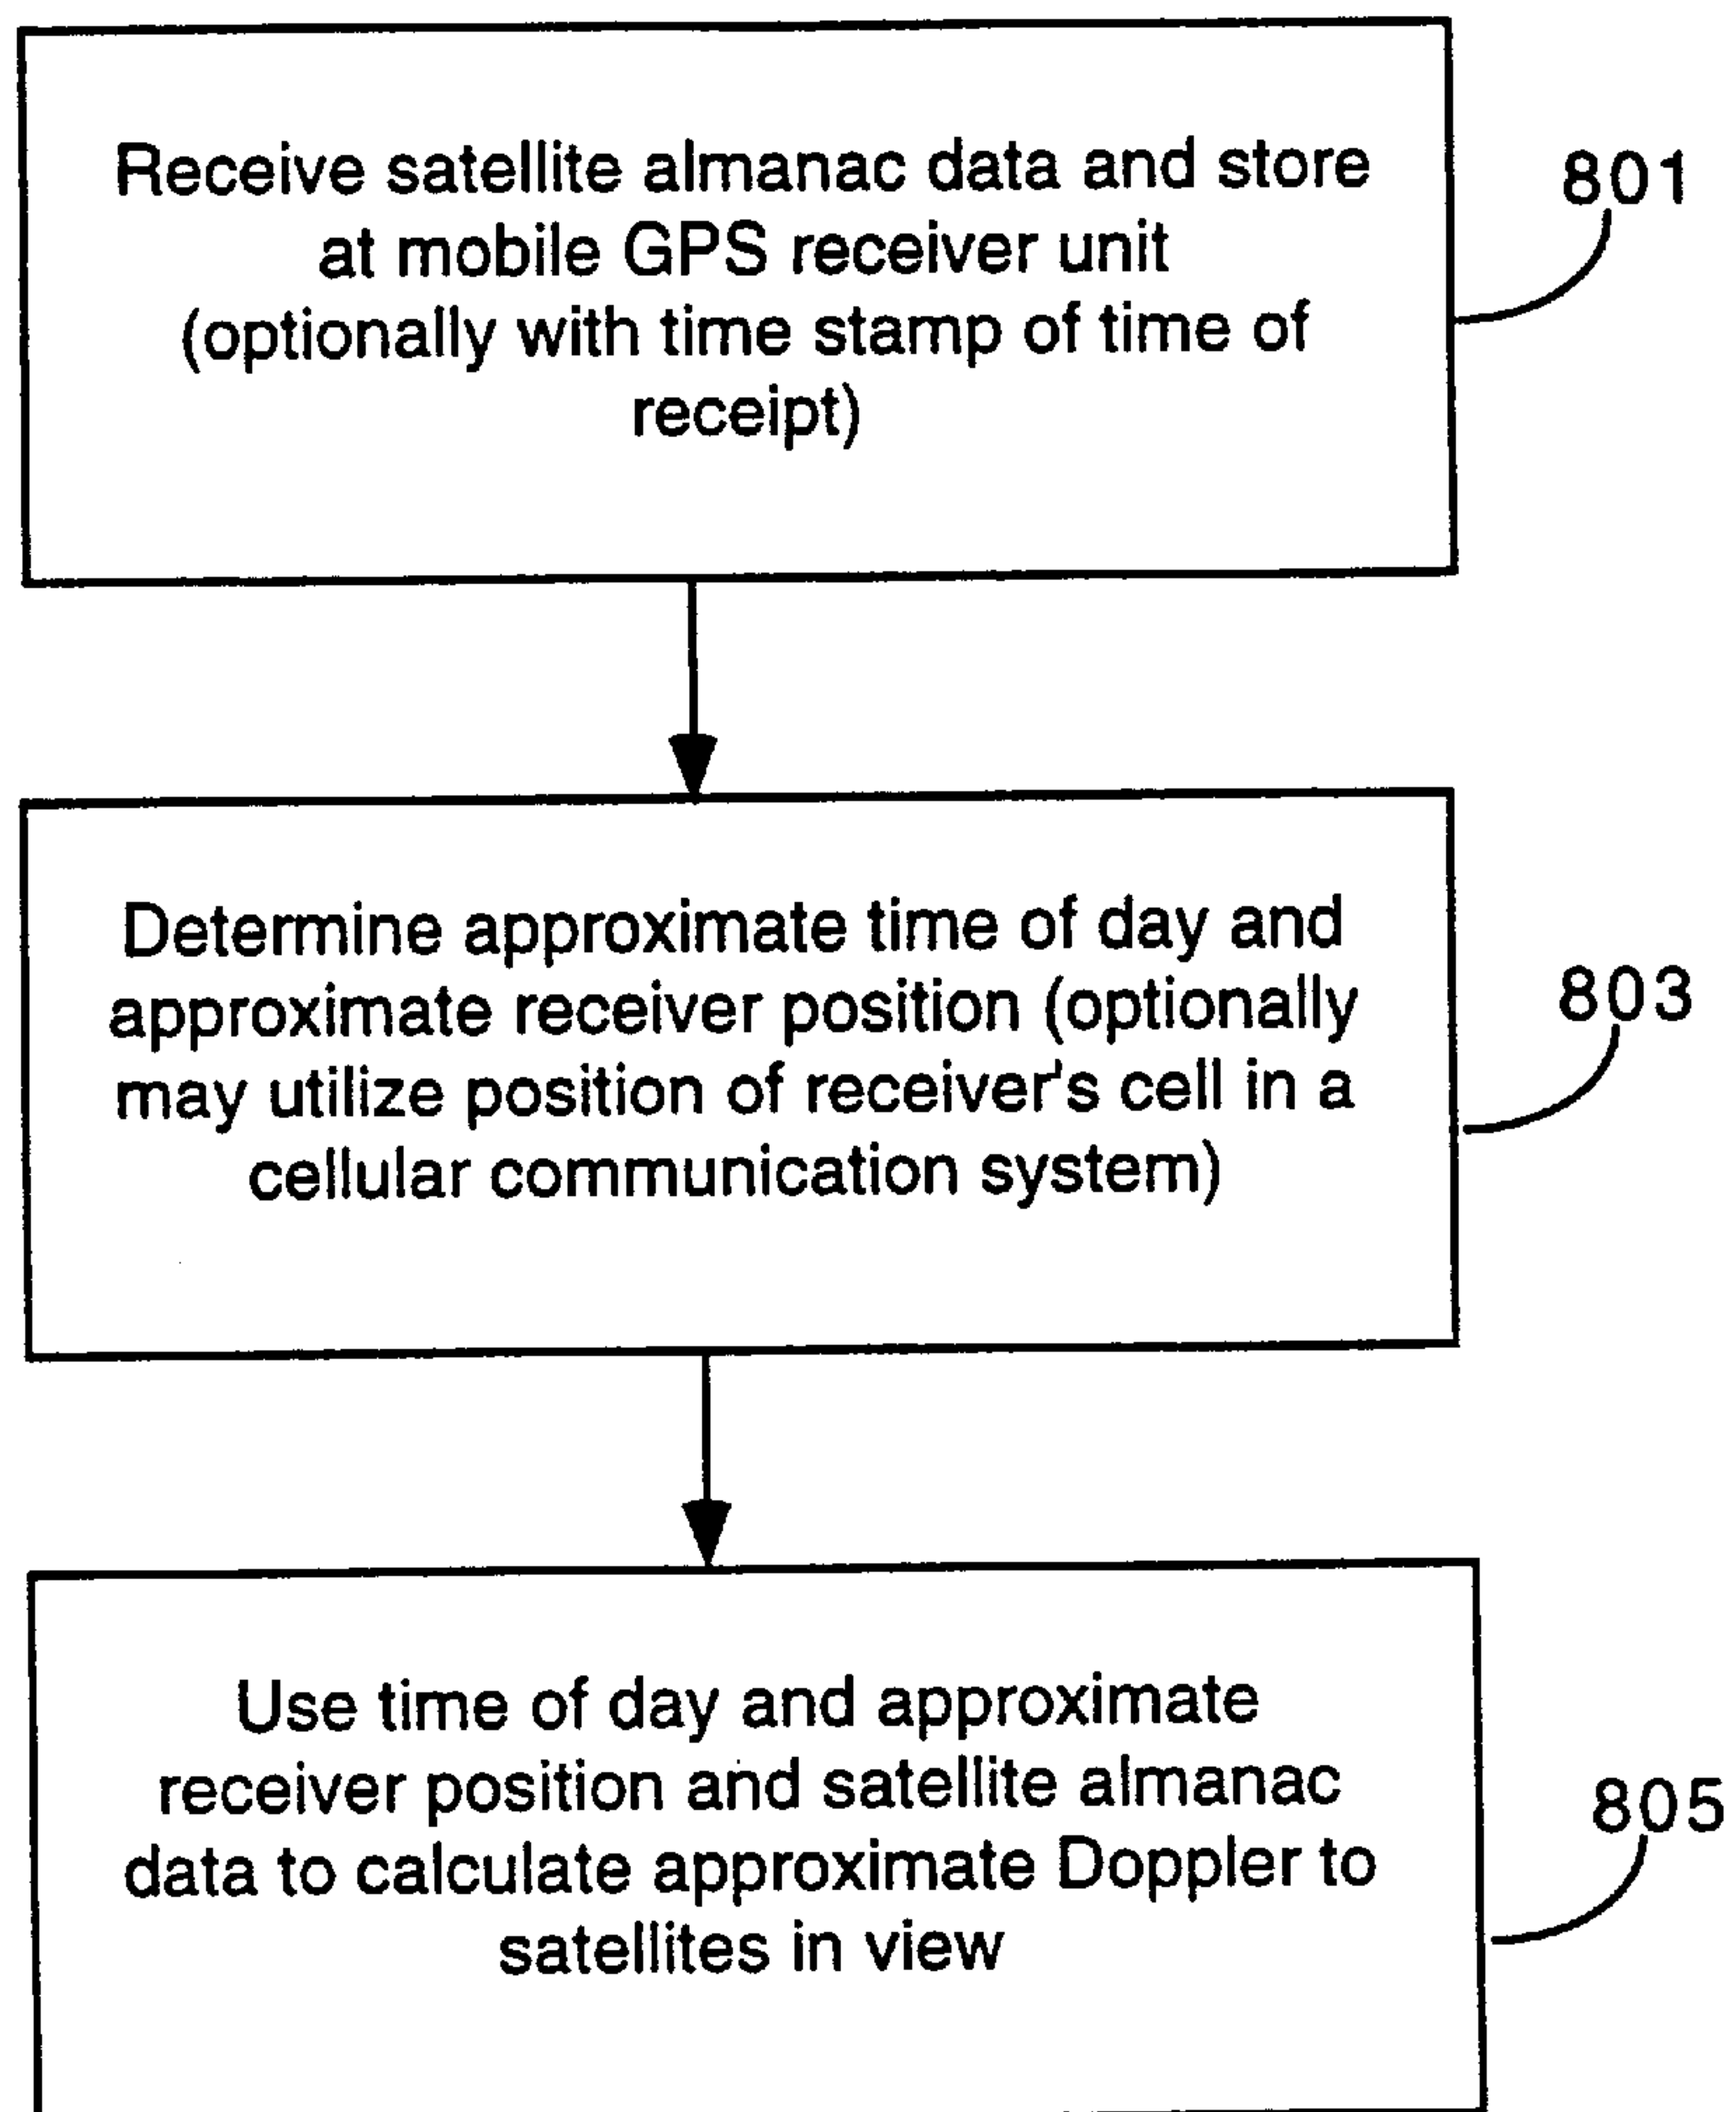 Receive satellite almanac data and store
at mobile GPS receiver unit
(optionally with time stamp of time of
receipt)
801
Determine approximate time of day and
approximate receiver position (optionally
may utilize position of receiver's cell in a
cellular communication system)
803
Use time of day and approximate
receiver position and satellite almanac
data to calculate approximate Doppler to
satellites in view
805